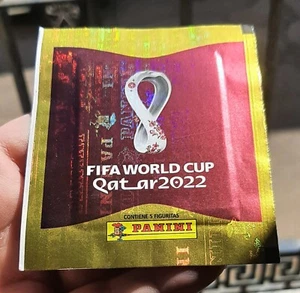 FIFA WORLD CUP
Qat_ar2022
CONTIENE 5 FIGURITAS
PANINI